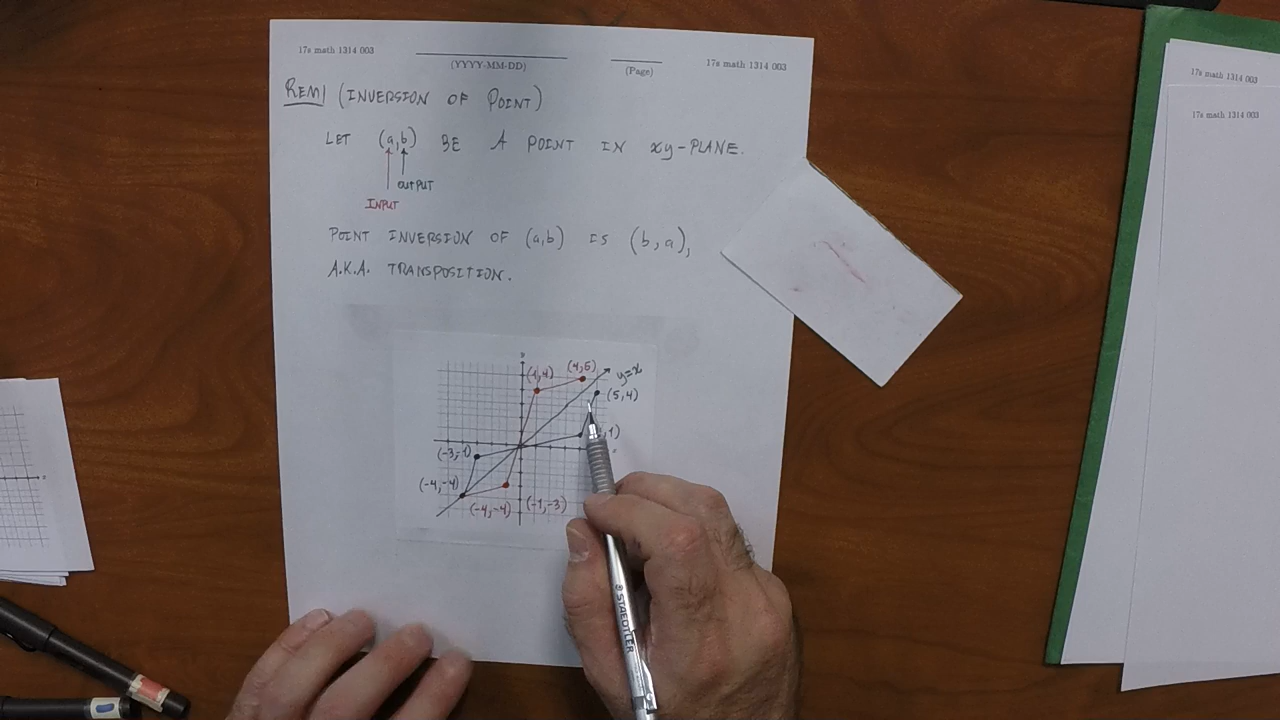 17s math 1314 003
(YYYY-MM-DD)
(Page)
17s math 1314 003
REM (INVERSION OF POINT)
LET (a,b) BE A POINT IN xy-PLANE.
OUTPUT
INPUT
POINT INVERSION OF (a,b) IS (b,a),
A.K.A. TRANSPOSITION.
(1,4)
(4,5)
y=x
(5,4)
,1)
(-3,-1)
(-4,-4)
(-4,-4)
(-1,-3)
17s math 1314 003
17s math 1314 003
STAEDTLER